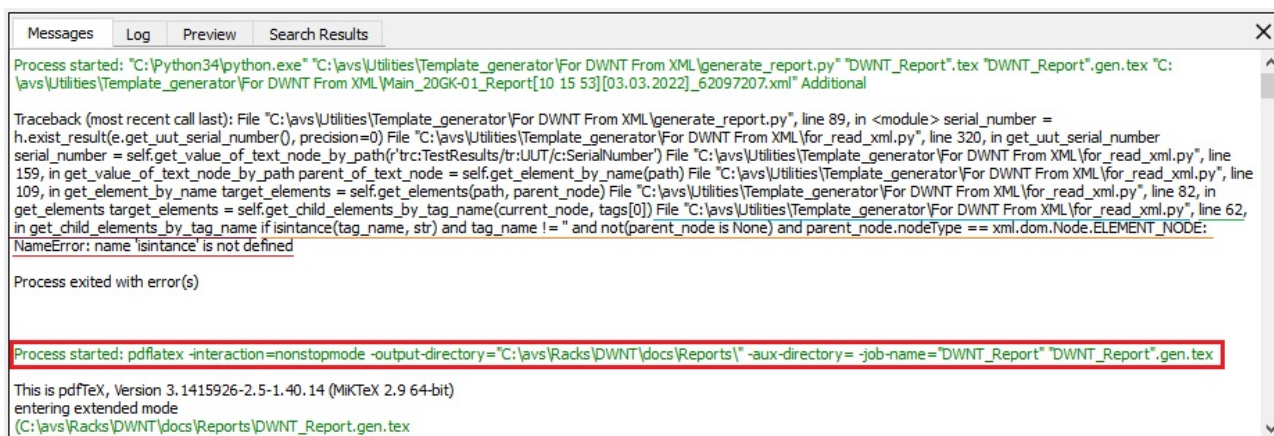 Messages Log Preview Search Results
Process started: "C:\Python34\python.exe" "C:\avs\Utilities\Template_generator\For DWNT From XML\generate_report.py" "DWNT_Report".tex "DWNT_Report".gen.tex "C:
\avs\Utilities\Template_generator\For DWNT From XML\Main_20GK-01_Report[10 15 53][03.03.2022]_62097207.xml" Additional
Traceback (most recent call last): File "C:\avs\Utilities\Template_generator\For DWNT From XML\generate_report.py", line 89, in <module> serial_number =
h.exist_result(e.get_uut_serial_number(), precision=0) File "C:\avs\Utilities\Template_generator\For DWNT From XML\for_read_xml.py", line 320, in get_uut_serial_number
serial_number = self.get_value_of_text_node_by_path(r'trc:TestResults/tr:UUT/c:SerialNumber') File "C:\avs\Utilities\Template_generator\For DWNT From XML\for_read_xml.py", line
159, in get_value_of_text_node_by_path parent_of_text_node = self.get_element_by_name(path) File "C:\avs\Utilities\Template_generator\For DWNT From XML\for_read_xml.py", line
109, in get_element_by_name target_elements = self.get_elements(path, parent_node) File "C:\avs\Utilities\Template_generator\For DWNT From XML\for_read_xml.py", line 82, in
get_elements target_elements = self.get_child_elements_by_tag_name(current_node, tags[0]) File "C:\avs\Utilities\Template_generator\For DWNT From XML\for_read_xml.py", line 62,
in get_child_elements_by_tag_name if isintance(tag_name, str) and tag_name != '' and not(parent_node is None) and parent_node.nodeType == xml.dom.Node.ELEMENT_NODE:
NameError: name 'isintance' is not defined
Process exited with error(s)
Process started: pdflatex -interaction=nonstopmode -output-directory="C:\avs\Racks\DWNT\docs\Reports\" -aux-directory= -job-name="DWNT_Report" "DWNT_Report".gen.tex
This is pdfTeX, Version 3.1415926-2.5-1.40.14 (MiKTeX 2.9 64-bit)
entering extended mode
(C:\avs\Racks\DWNT\docs\Reports\DWNT_Report.gen.tex